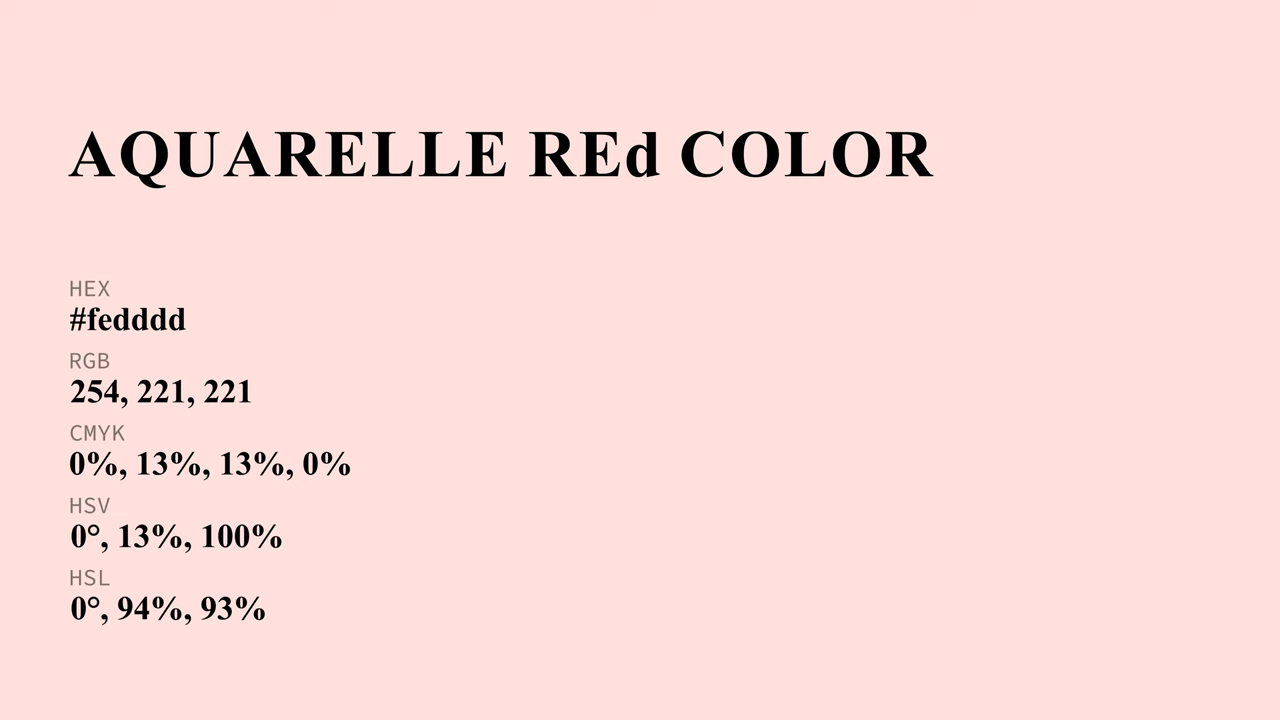 AQUARELLE REd COLOR
HEX
#fedddd
RGB
254, 221, 221
CMYK
0%, 13%, 13%, 0%
HSV
0°, 13%, 100%
HSL
0°, 94%, 93%